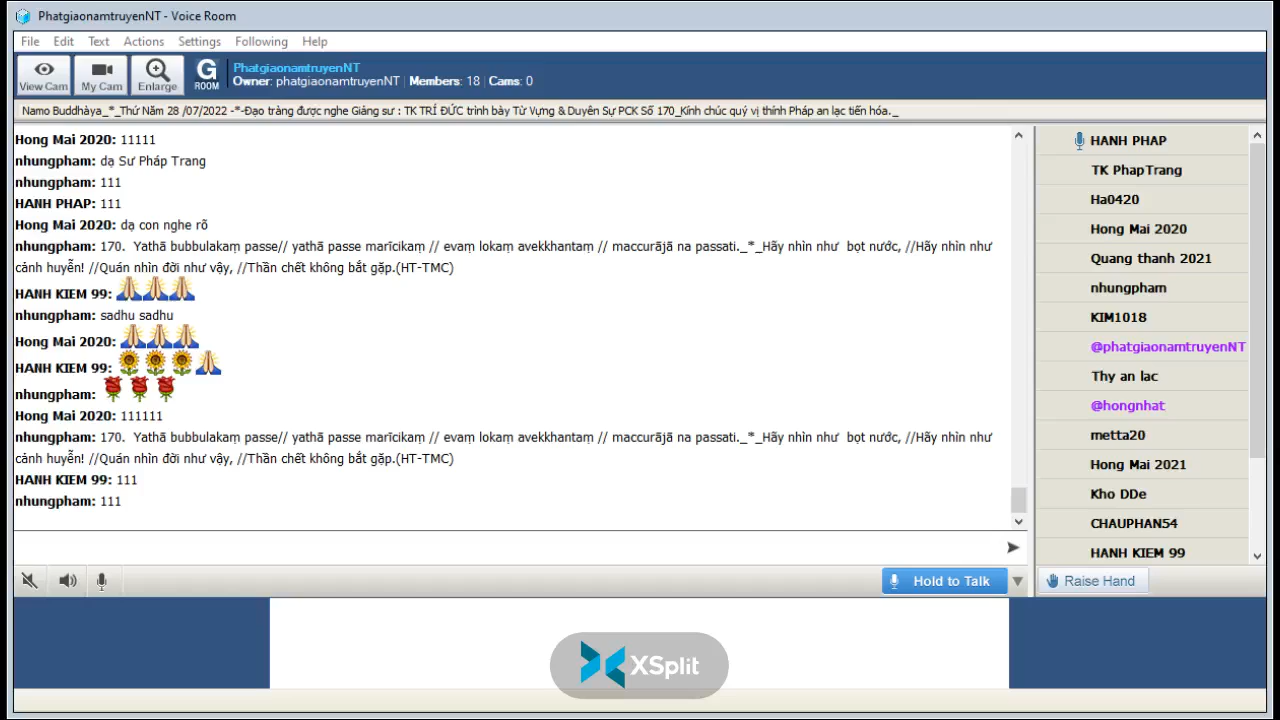 PhatgiaonamtruyenNT - Voice Room
File Edit Text Actions Settings Following Help
View Cam My Cam Enlarge G ROOM
PhatgiaonamtruyenNT
Owner: phatgiaonamtruyenNT Members: 18 Cams: 0
Namo Buddhàya_*_Thứ Năm 28 /07/2022 -*-Đạo tràng được nghe Giảng sư : TK TRÍ ĐỨC trình bày Từ Vựng & Duyên Sự PCK Số 170_Kính chúc quý vị thính Pháp an lạc tiến hóa._
Hong Mai 2020: 11111
nhungpham: dạ Sư Pháp Trang
nhungpham: 111
HANH PHAP: 111
Hong Mai 2020: dạ con nghe rõ
nhungpham: 170. Yathā bubbulakaṃ passe// yathā passe marīcikaṃ // evaṃ lokaṃ avekkhantaṃ // maccurājā na passati._*_Hãy nhìn như bọt nước, //Hãy nhìn như
cảnh huyễn! //Quán nhìn đời như vậy, //Thần chết không bắt gặp.(HT-TMC)
HANH KIEM 99:
nhungpham: sadhu sadhu
Hong Mai 2020:
HANH KIEM 99:
nhungpham:
Hong Mai 2020: 111111
nhungpham: 170. Yathā bubbulakaṃ passe// yathā passe marīcikaṃ // evaṃ lokaṃ avekkhantaṃ // maccurājā na passati._*_Hãy nhìn như bọt nước, //Hãy nhìn như
cảnh huyễn! //Quán nhìn đời như vậy, //Thần chết không bắt gặp.(HT-TMC)
HANH KIEM 99: 111
nhungpham: 111
HANH PHAP
TK PhapTrang
Ha0420
Hong Mai 2020
Quang thanh 2021
nhungpham
KIM1018
@phatgiaonamtruyenNT
Thy an lac
@hongnhat
metta20
Hong Mai 2021
Kho DDe
CHAUPHAN54
HANH KIEM 99
Hold to Talk
Raise Hand
XSplit